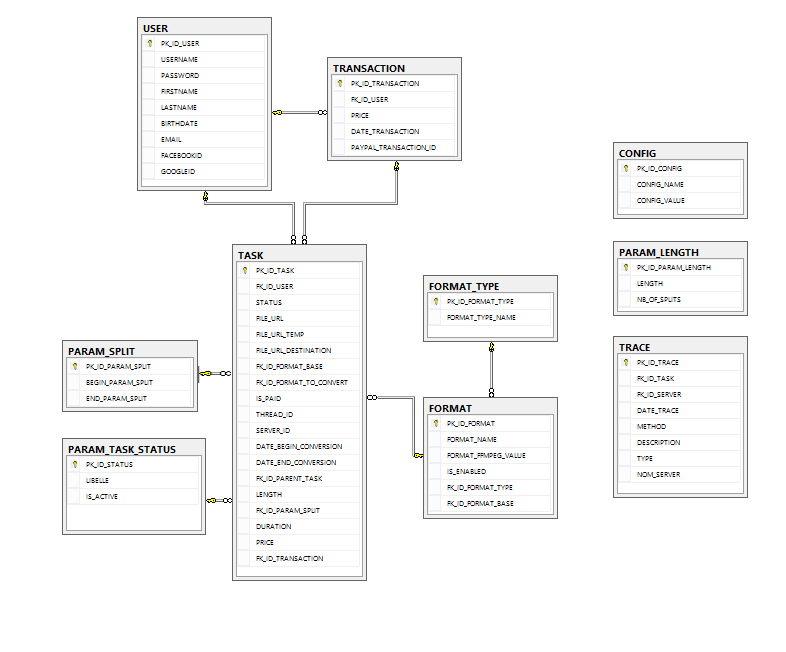 USER
PK_ID_USER
USERNAME
PASSWORD
FIRSTNAME
LASTNAME
BIRTHDATE
EMAIL
FACEBOOKID
GOOGLEID
TRANSACTION
PK_ID_TRANSACTION
FK_ID_USER
PRICE
DATE_TRANSACTION
PAYPAL_TRANSACTION_ID
CONFIG
PK_ID_CONFIG
CONFIG_NAME
CONFIG_VALUE
TASK
PK_ID_TASK
FK_ID_USER
STATUS
FILE_URL
FILE_URL_TEMP
FILE_URL_DESTINATION
FK_ID_FORMAT_BASE
FK_ID_FORMAT_TO_CONVERT
IS_PAID
THREAD_ID
SERVER_ID
DATE_BEGIN_CONVERSION
DATE_END_CONVERSION
FK_ID_PARENT_TASK
LENGTH
FK_ID_PARAM_SPLIT
DURATION
PRICE
FK_ID_TRANSACTION
PARAM_LENGTH
PK_ID_PARAM_LENGTH
LENGTH
NB_OF_SPLITS
FORMAT_TYPE
PK_ID_FORMAT_TYPE
FORMAT_TYPE_NAME
PARAM_SPLIT
PK_ID_PARAM_SPLIT
BEGIN_PARAM_SPLIT
END_PARAM_SPLIT
TRACE
PK_ID_TRACE
FK_ID_TASK
FK_ID_SERVER
DATE_TRACE
METHOD
DESCRIPTION
TYPE
NOM_SERVER
FORMAT
PK_ID_FORMAT
FORMAT_NAME
FORMAT_FFMPEG_VALUE
IS_ENABLED
FK_ID_FORMAT_TYPE
FK_ID_FORMAT_BASE
PARAM_TASK_STATUS
PK_ID_STATUS
LIBELLE
IS_ACTIVE